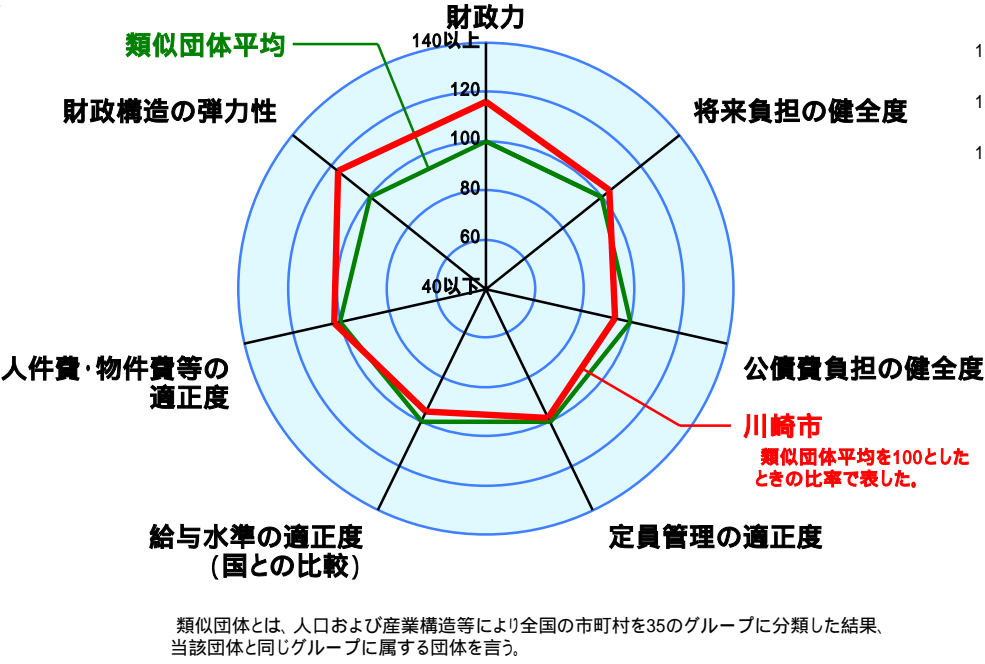 財政力
類似団体平均
140以上
120
100
80
60
40以下
財政構造の弾力性
将来負担の健全度
1
1
1
人件費・物件費等の
適正度
公債費負担の健全度
川崎市
類似団体平均を100とした
ときの比率で表した。
給与水準の適正度
(国との比較)
定員管理の適正度
類似団体とは、人口および産業構造等により全国の市町村を35のグループに分類した結果、
当該団体と同じグループに属する団体を言う。